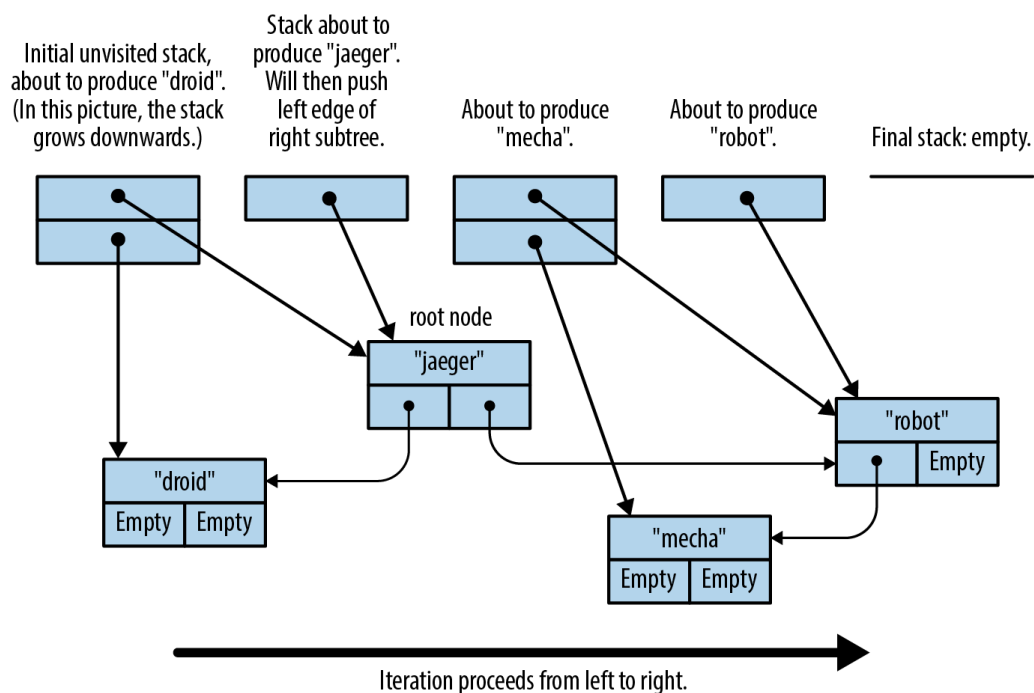 Initial unvisited stack,
about to produce "droid".
(In this picture, the stack
grows downwards.)
Stack about to
produce "jaeger".
Will then push
left edge of
right subtree.
About to produce
"mecha".
About to produce
"robot".
Final stack: empty.
root node
"jaeger"
"robot"
Empty
"droid"
Empty Empty
"mecha"
Empty Empty
Iteration proceeds from left to right.